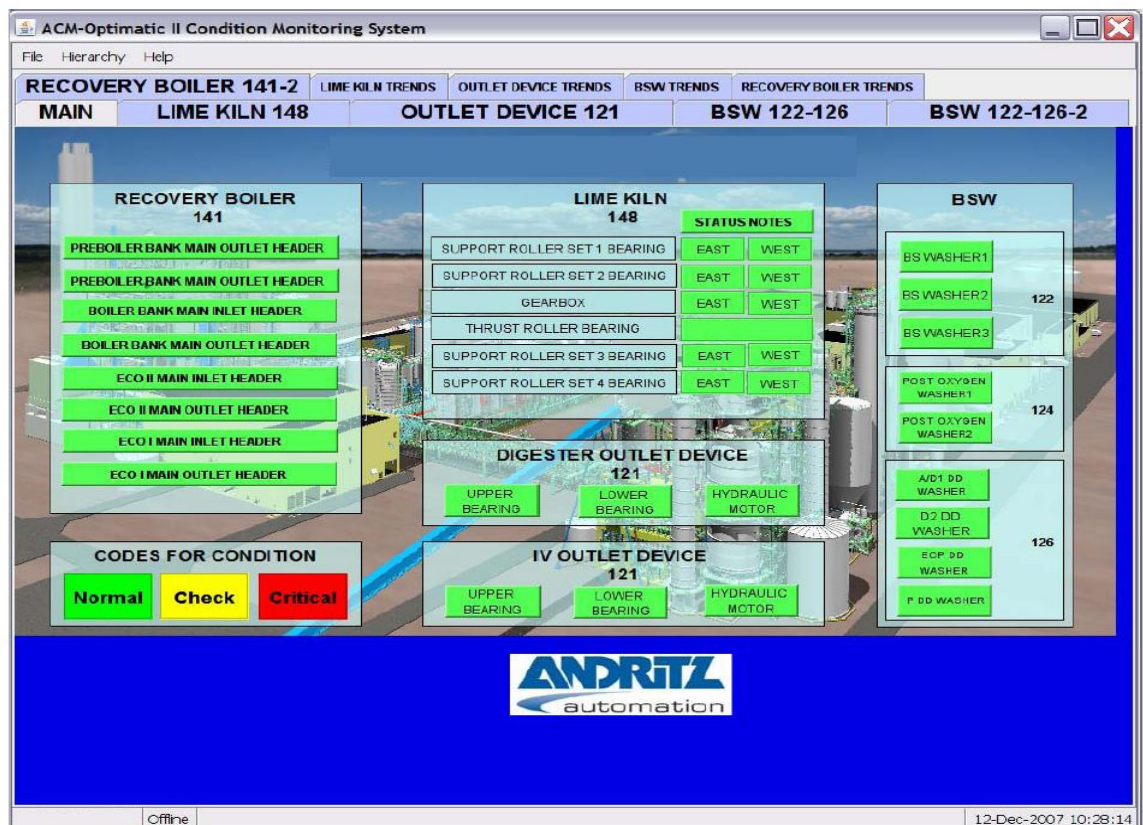 ACM-Optimatic II Condition Monitoring System
File Hierarchy Help
RECOVERY BOILER 141-2 LIME KILN TRENDS OUTLET DEVICE TRENDS BSW TRENDS RECOVERY BOILER TRENDS
MAIN LIME KILN 148 OUTLET DEVICE 121 BSW 122-126 BSW 122-126-2
RECOVERY BOILER
141
PREBOILER BANK MAIN OUTLET HEADER
PREBOILER BANK MAIN OUTLET HEADER
BOILER BANK MAIN INLET HEADER
BOILER BANK MAIN OUTLET HEADER
ECO II MAIN INLET HEADER
ECO II MAIN OUTLET HEADER
ECO I MAIN INLET HEADER
ECO I MAIN OUTLET HEADER
CODES FOR CONDITION
Normal Check Critical
LIME KILN
148
STATUS NOTES
SUPPORT ROLLER SET 1 BEARING EAST WEST
SUPPORT ROLLER SET 2 BEARING EAST WEST
GEARBOX EAST WEST
THRUST ROLLER BEARING
SUPPORT ROLLER SET 3 BEARING EAST WEST
SUPPORT ROLLER SET 4 BEARING EAST WEST
DIGESTER OUTLET DEVICE
121
UPPER BEARING LOWER BEARING HYDRAULIC MOTOR
IV OUTLET DEVICE
121
UPPER BEARING LOWER BEARING HYDRAULIC MOTOR
BSW
BS WASHER1
BS WASHER2
BS WASHER3
122
POST OXYGEN
WASHER1
POST OXYGEN
WASHER2
124
A/D1 DD
WASHER
D2 DD
WASHER
EOP DD
WASHER
P DD WASHER
126
ANDRITZ
automation
Offline 12-Dec-2007 10:28:14